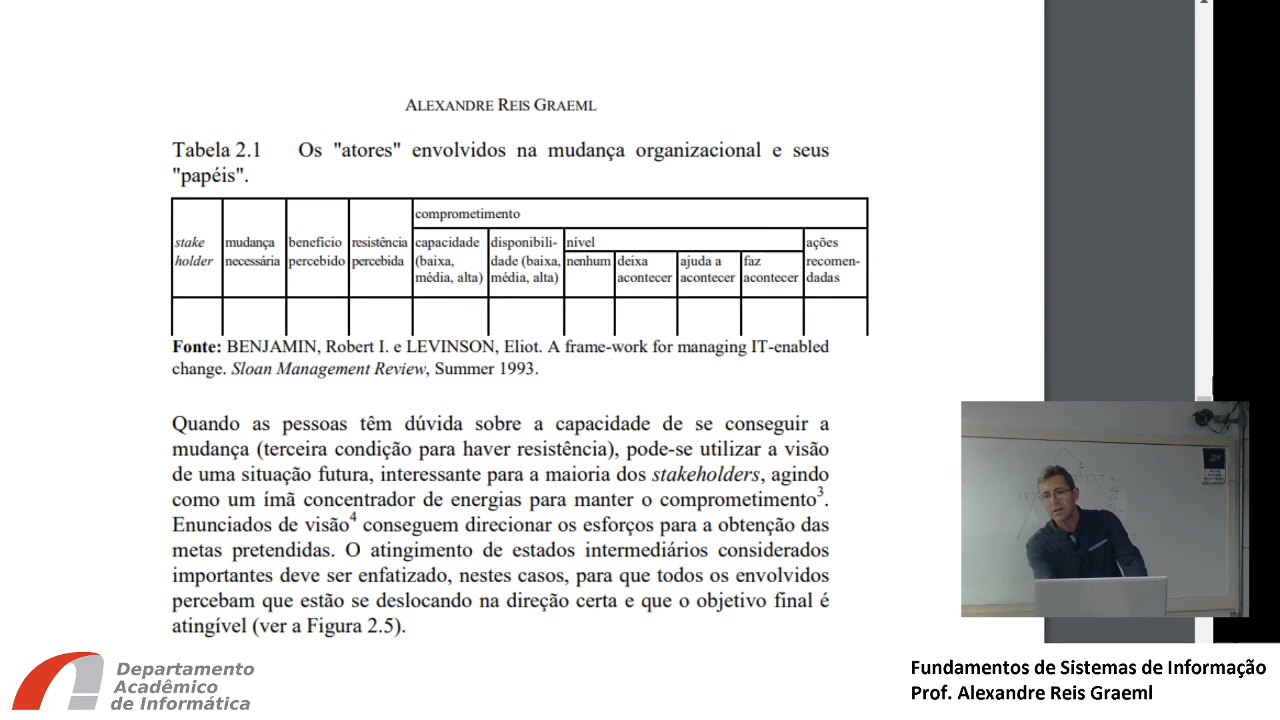 ALEXANDRE REIS GRAEML
Tabela 2.1 Os "atores" envolvidos na mudança organizacional e seus
"papéis".
comprometimento
stake
holder
mudança
necessária
benefício
percebido
resistência
percebida
capacidade
(baixa,
média, alta)
disponibili-
dade (baixa,
média, alta)
nível
nenhum
deixa
acontecer
ajuda a
acontecer
faz
acontecer
ações
recomen-
dadas
Fonte: BENJAMIN, Robert I. e LEVINSON, Eliot. A frame-work for managing IT-enabled
change. Sloan Management Review, Summer 1993.
Quando as pessoas têm dúvida sobre a capacidade de se conseguir a
mudança (terceira condição para haver resistência), pode-se utilizar a visão
de uma situação futura, interessante para a maioria dos stakeholders, agindo
como um ímã concentrador de energias para manter o comprometimento3.
Enunciados de visão4 conseguem direcionar os esforços para a obtenção das
metas pretendidas. O atingimento de estados intermediários considerados
importantes deve ser enfatizado, nestes casos, para que todos os envolvidos
percebam que estão se deslocando na direção certa e que o objetivo final é
atingível (ver a Figura 2.5).
Departamento
Acadêmico
de Informática
Fundamentos de Sistemas de Informação
Prof. Alexandre Reis Graeml